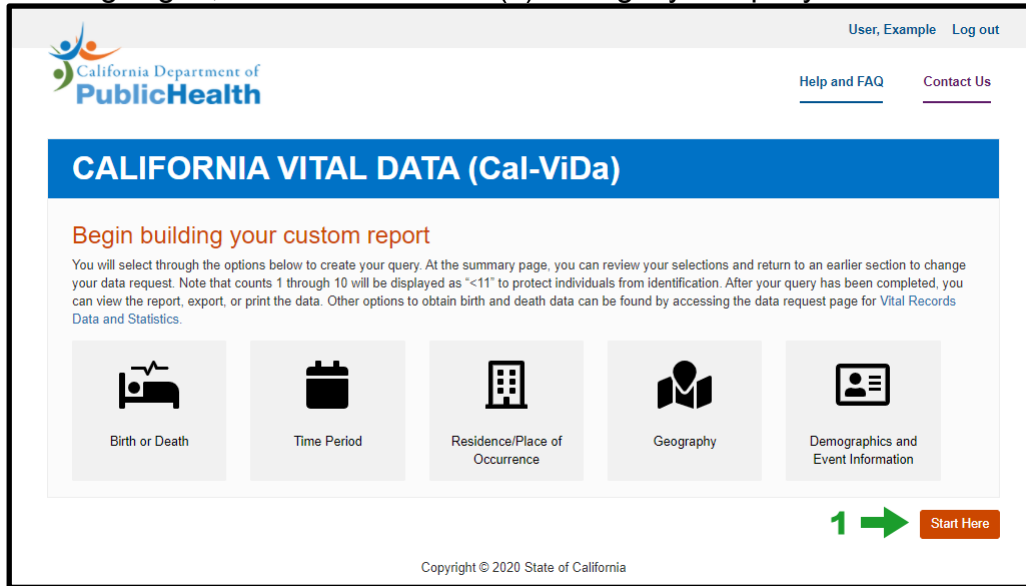 User, Example Log out
California Department of
PublicHealth
Help and FAQ Contact Us
CALIFORNIA VITAL DATA (Cal-ViDa)
Begin building your custom report
You will select through the options below to create your query. At the summary page, you can review your selections and return to an earlier section to change
your data request. Note that counts 1 through 10 will be displayed as "<11" to protect individuals from identification. After your query has been completed, you
can view the report, export, or print the data. Other options to obtain birth and death data can be found by accessing the data request page for Vital Records
Data and Statistics.
Birth or Death
Time Period
Residence/Place of
Occurrence
Geography
Demographics and
Event Information
1
Start Here
Copyright © 2020 State of California